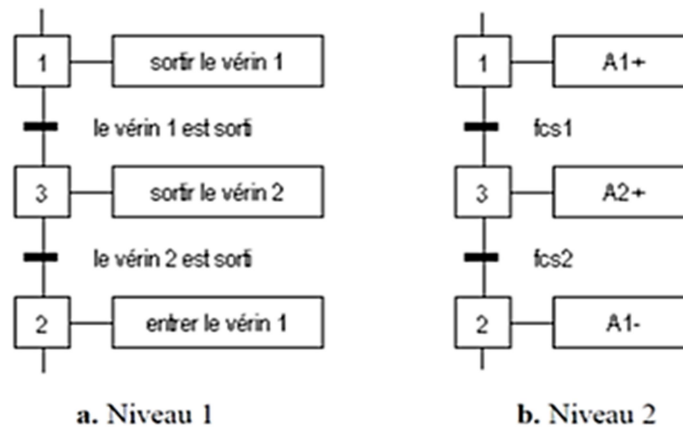 1 sortir le vérin 1
le vérin 1 est sorti
3 sortir le vérin 2
le vérin 2 est sorti
2 entrer le vérin 1
a. Niveau 1
1 A1+
fcs1
3 A2+
fcs2
2 A1-
b. Niveau 2